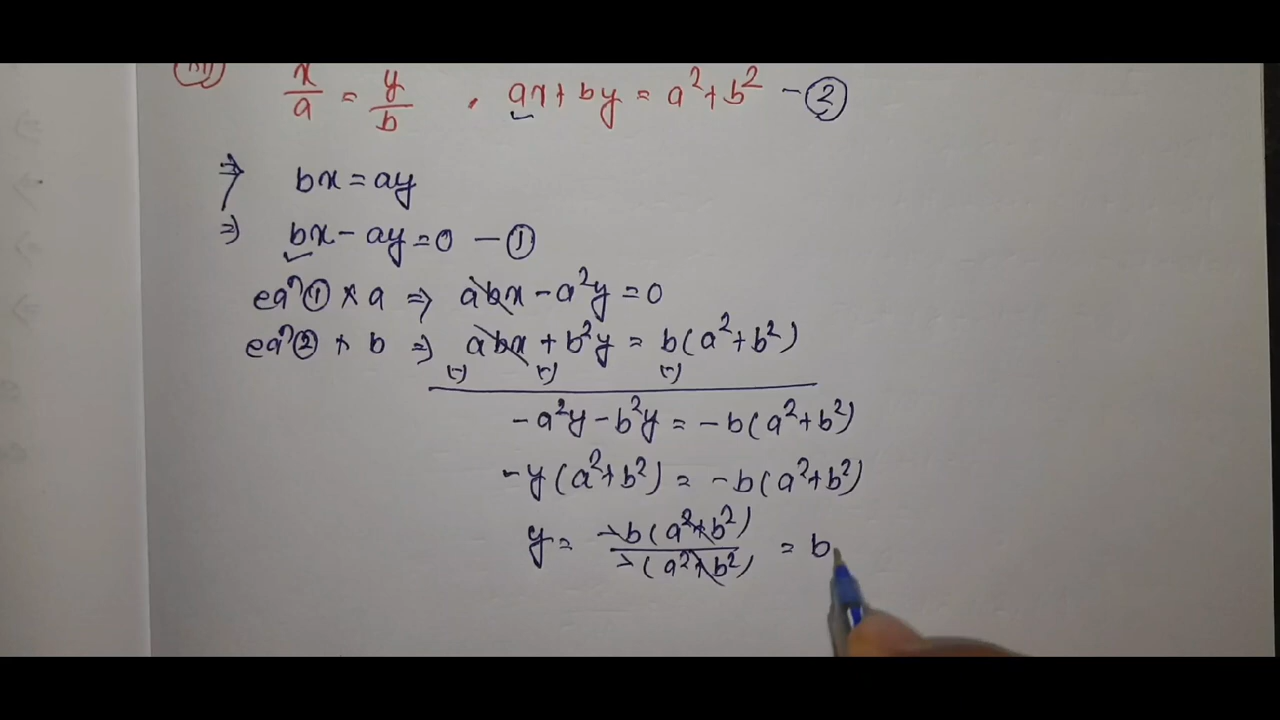 (iii) x/a = y/b , ax + by = a² + b² - ②
⇒ bx = ay
⇒ bx - ay = 0 - ①
eqⁿ ① × a ⇒ abx - a²y = 0
eqⁿ ② × b ⇒ abx + b²y = b(a² + b²)
(-) (-) (-)
-a²y - b²y = -b(a² + b²)
-y(a² + b²) = -b(a² + b²)
y = -b(a² + b²) / -(a² + b²) = b